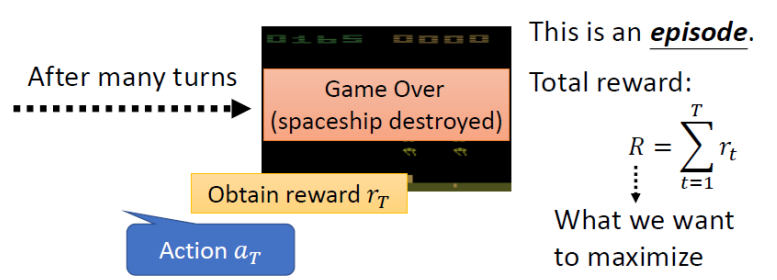 0165 0000
After many turns
Game Over
(spaceship destroyed)
Obtain reward r_T
Action a_T
This is an episode.
Total reward:
R = \sum_{t=1}^{T} r_t
What we want
to maximize